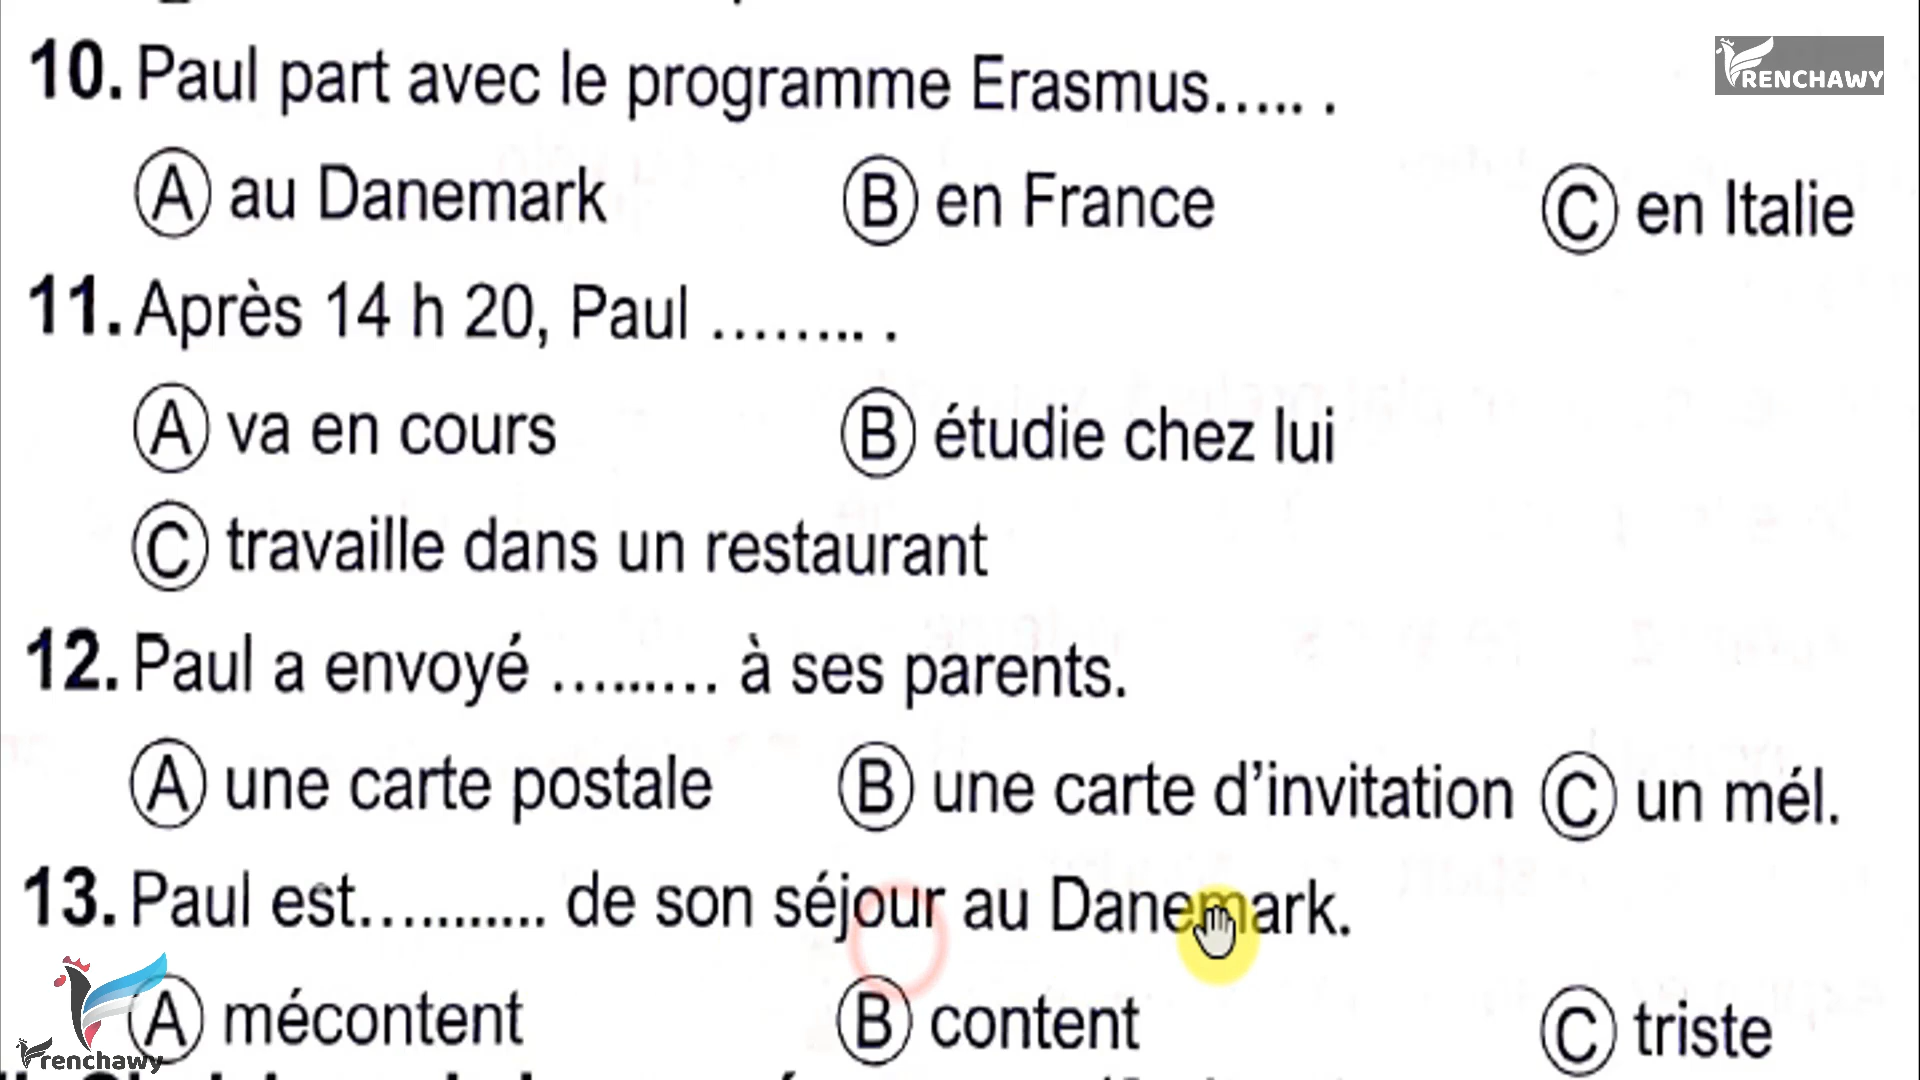 10. Paul part avec le programme Erasmus..... .
RENCHAWY
A au Danemark B en France C en Italie
11. Après 14 h 20, Paul ........ .
A va en cours B étudie chez lui
C travaille dans un restaurant
12. Paul a envoyé ......... à ses parents.
A une carte postale B une carte d’invitation C un mél.
13. Paul est........... de son séjour au Danemark.
A mécontent B content C triste
Frenchawy